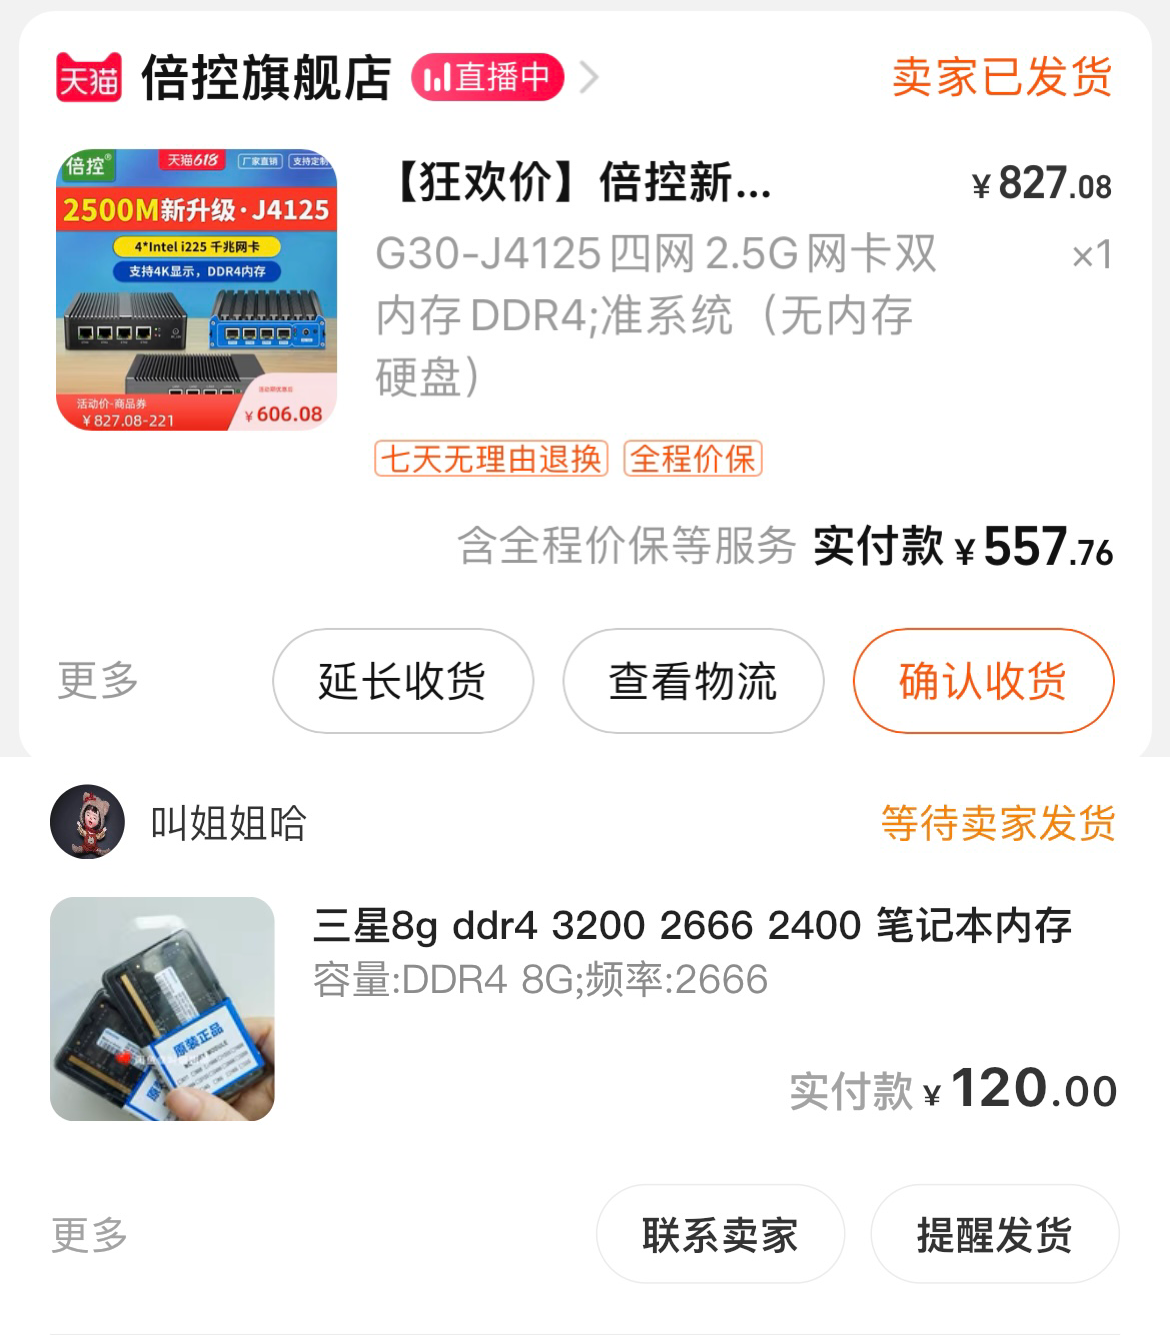 天猫 倍控旗舰店 直播中 卖家已发货
倍控® 天猫618 厂家直销 支持定制
2500M新升级·J4125
4*Intel i225 千兆网卡
支持4K显示，DDR4内存
活动价-商品券
¥827.08-221
¥606.08
【狂欢价】倍控新... ¥827.08
G30-J4125四网2.5G网卡双 ×1
内存DDR4;准系统（无内存
硬盘）
七天无理由退换 全程价保
含全程价保等服务 实付款 ¥557.76
更多 延长收货 查看物流 确认收货
叫姐姐哈 等待卖家发货
三星8g ddr4 3200 2666 2400 笔记本内存
容量:DDR4 8G;频率:2666
原装正品
MEMORY MODULE
实付款 ¥120.00
更多 联系卖家 提醒发货